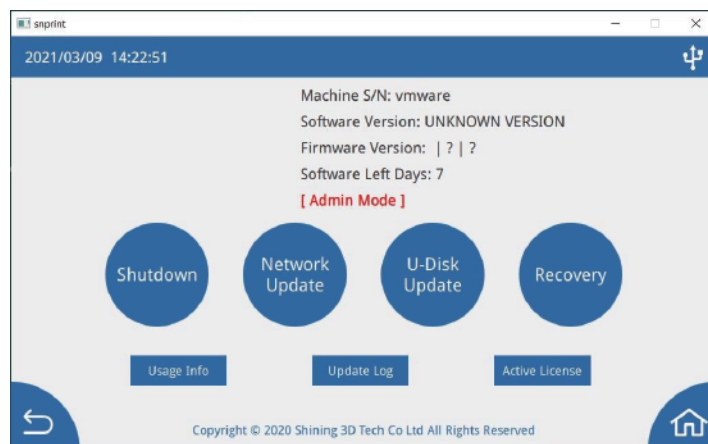 snprint
2021/03/09 14:22:51
Machine S/N: vmware
Software Version: UNKNOWN VERSION
Firmware Version: | ? | ?
Software Left Days: 7
[ Admin Mode ]
Shutdown
Network
Update
U-Disk
Update
Recovery
Usage Info
Update Log
Active License
Copyright © 2020 Shining 3D Tech Co Ltd All Rights Reserved